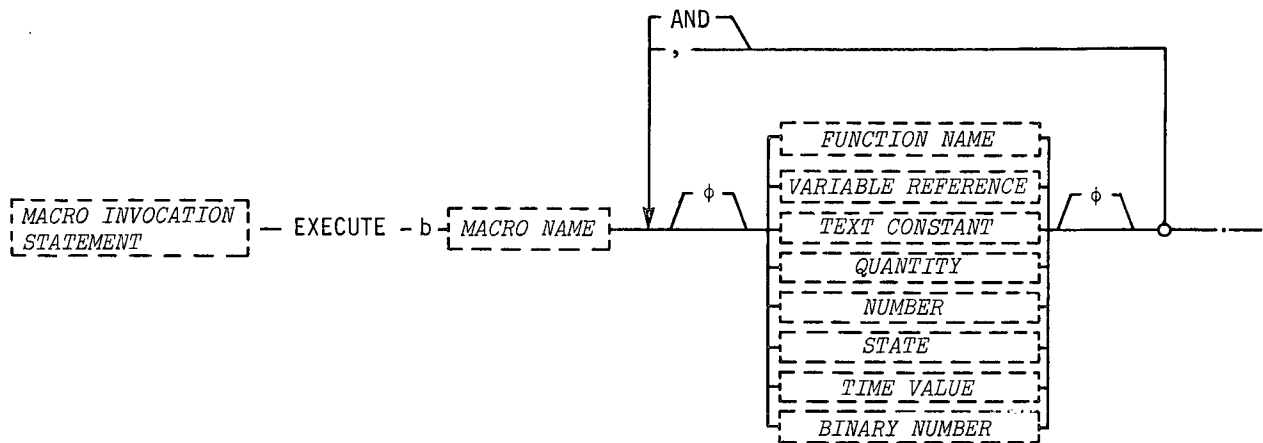 AND
,
FUNCTION NAME
ϕ
VARIABLE REFERENCE
ϕ
MACRO INVOCATION
STATEMENT
EXECUTE - b
MACRO NAME
TEXT CONSTANT
.
QUANTITY
NUMBER
STATE
TIME VALUE
BINARY NUMBER